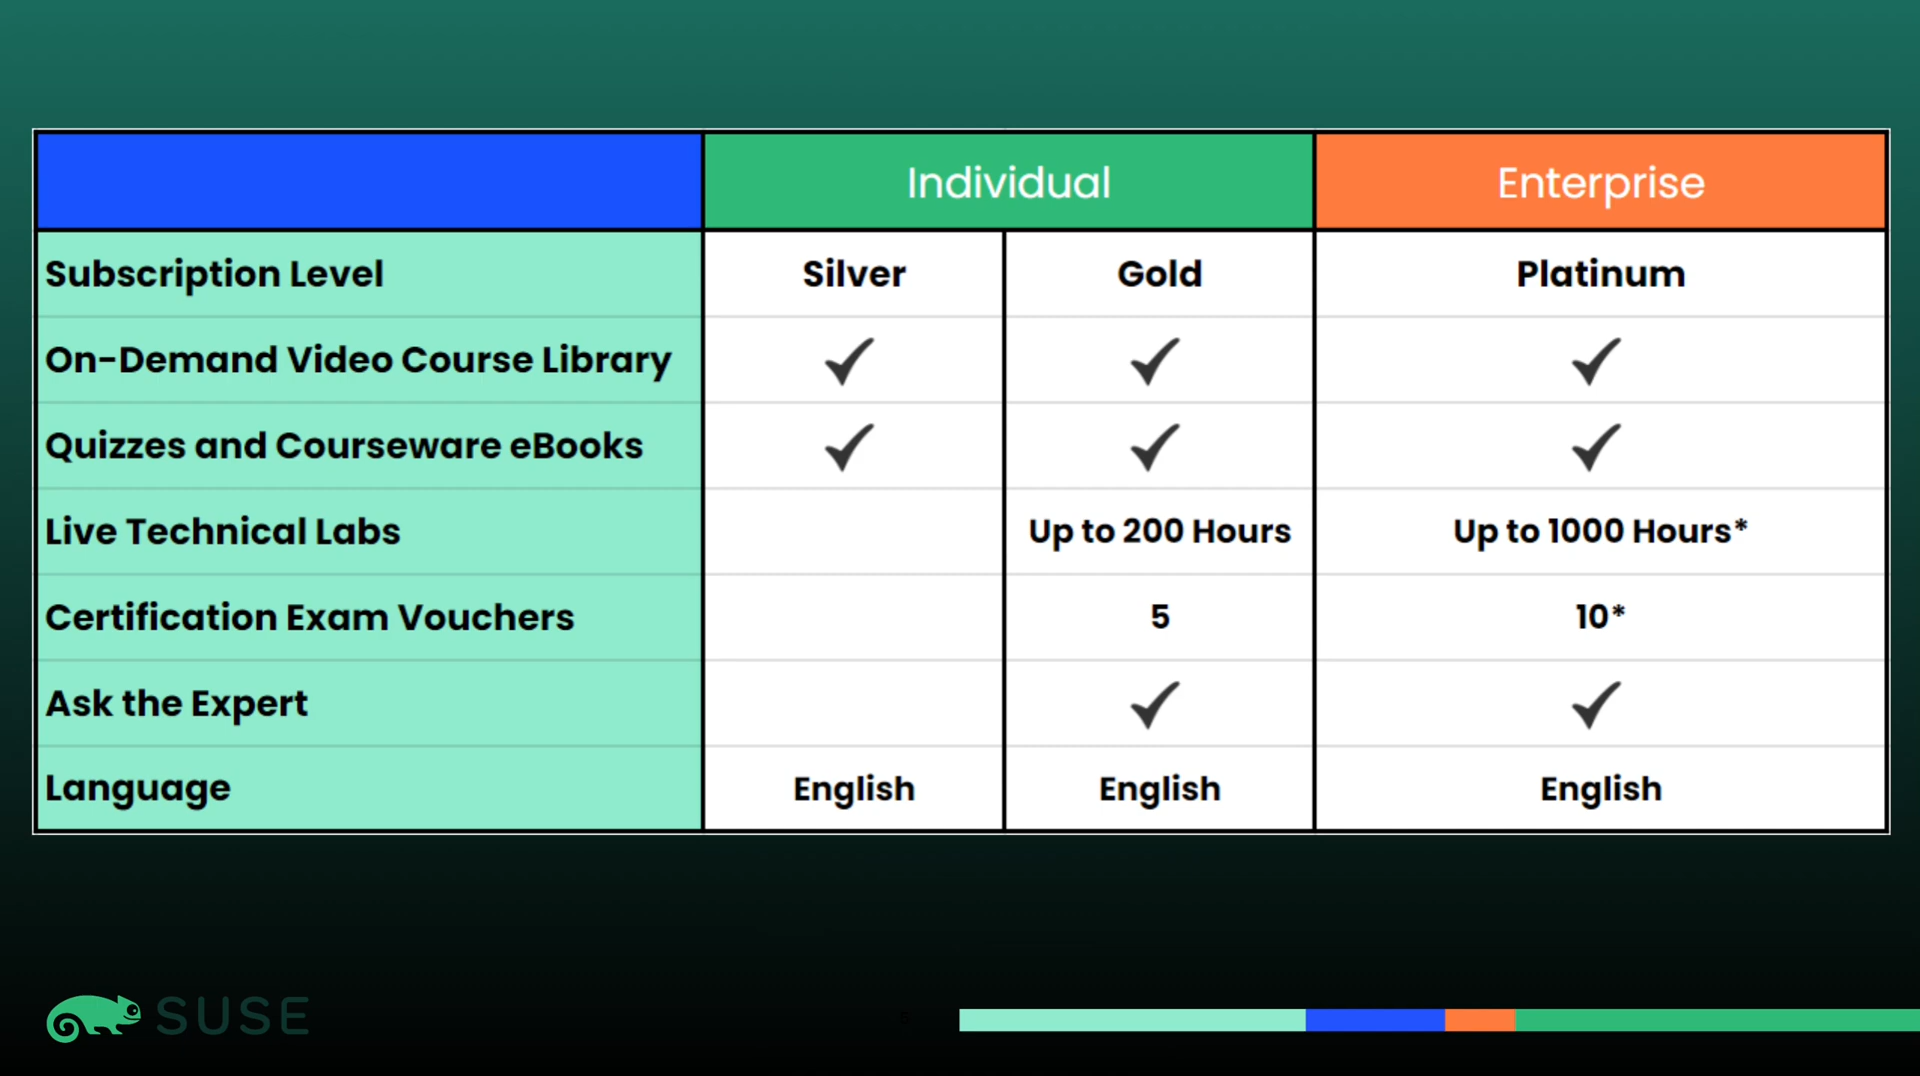 Individual Enterprise
Subscription Level Silver Gold Platinum
On-Demand Video Course Library ✓ ✓ ✓
Quizzes and Courseware eBooks ✓ ✓ ✓
Live Technical Labs Up to 200 Hours Up to 1000 Hours*
Certification Exam Vouchers 5 10*
Ask the Expert ✓ ✓
Language English English English
SUSE